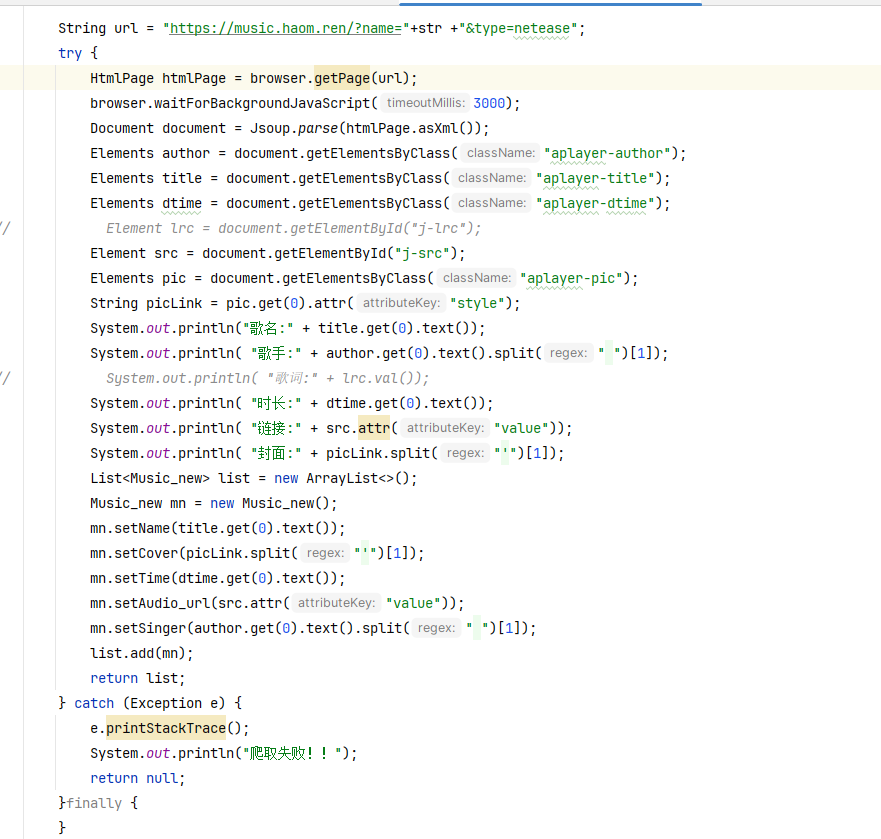 String url = "https://music.haom.ren/?name="+str +"&type=netease";
try {
HtmlPage htmlPage = browser.getPage(url);
browser.waitForBackgroundJavaScript( timeoutMillis: 3000);
Document document = Jsoup.parse(htmlPage.asXml());
Elements author = document.getElementsByClass( className: "aplayer-author");
Elements title = document.getElementsByClass( className: "aplayer-title");
Elements dtime = document.getElementsByClass( className: "aplayer-dtime");
// Element lrc = document.getElementById("j-lrc");
Element src = document.getElementById("j-src");
Elements pic = document.getElementsByClass( className: "aplayer-pic");
String picLink = pic.get(0).attr( attributeKey: "style");
System.out.println("歌名:" + title.get(0).text());
System.out.println( "歌手:" + author.get(0).text().split( regex: " ")[1]);
// System.out.println( "歌词:" + lrc.val());
System.out.println( "时长:" + dtime.get(0).text());
System.out.println( "链接:" + src.attr( attributeKey: "value"));
System.out.println( "封面:" + picLink.split( regex: "'")[1]);
List<Music_new> list = new ArrayList<>();
Music_new mn = new Music_new();
mn.setName(title.get(0).text());
mn.setCover(picLink.split( regex: "'")[1]);
mn.setTime(dtime.get(0).text());
mn.setAudio_url(src.attr( attributeKey: "value"));
mn.setSinger(author.get(0).text().split( regex: " ")[1]);
list.add(mn);
return list;
} catch (Exception e) {
e.printStackTrace();
System.out.println("爬取失败！！");
return null;
}finally {
}